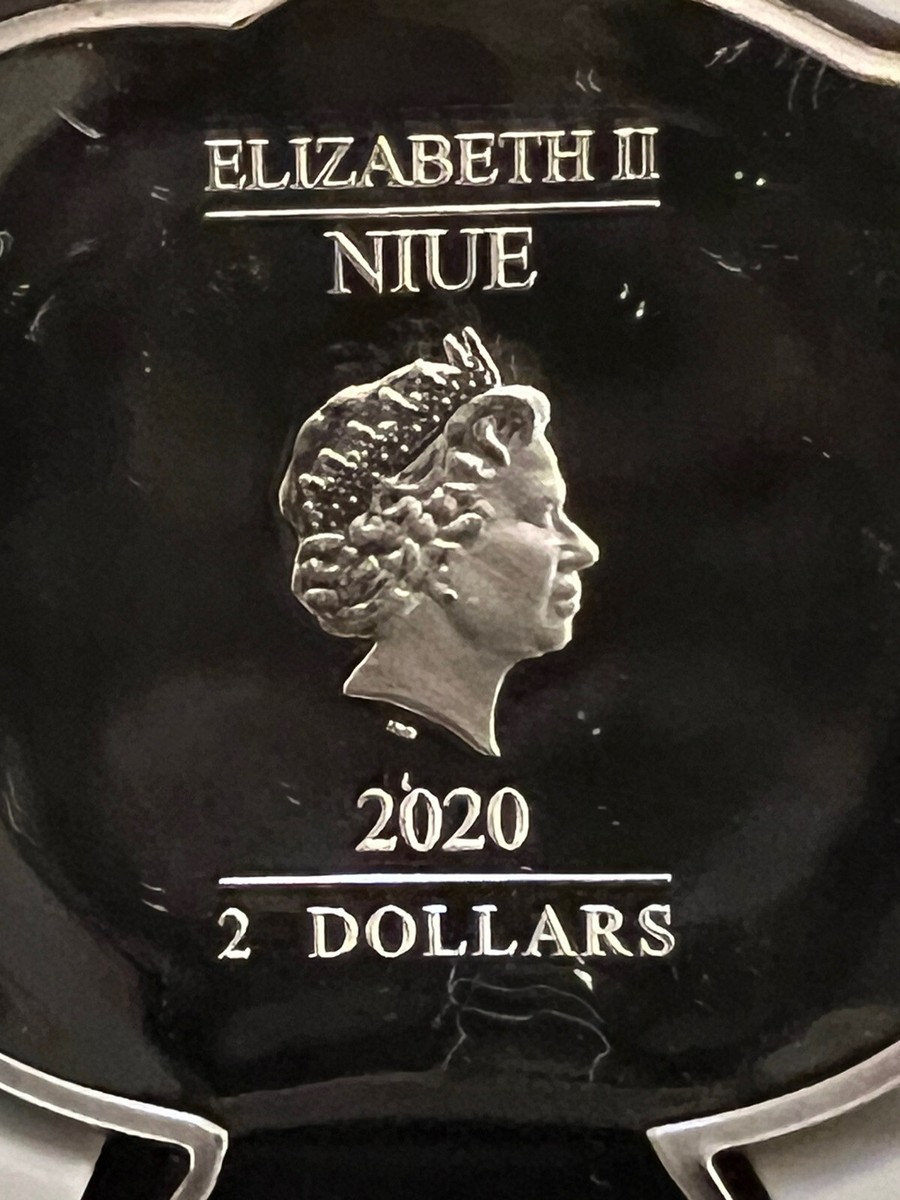 ELIZABETH II
NIUE
2020
2 DOLLARS